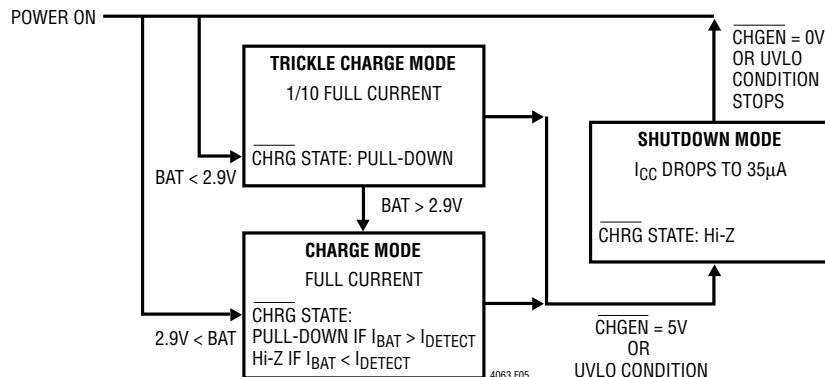 POWER ON
TRICKLE CHARGE MODE
1/10 FULL CURRENT
CHRG STATE: PULL-DOWN
BAT < 2.9V
BAT > 2.9V
CHARGE MODE
FULL CURRENT
CHRG STATE:
PULL-DOWN IF IBAT > IDETECT
Hi-Z IF IBAT < IDETECT
2.9V < BAT
4063 F05
CHGEN = 0V
OR UVLO
CONDITION
STOPS
SHUTDOWN MODE
ICC DROPS TO 35µA
CHRG STATE: Hi-Z
CHGEN = 5V
OR
UVLO CONDITION